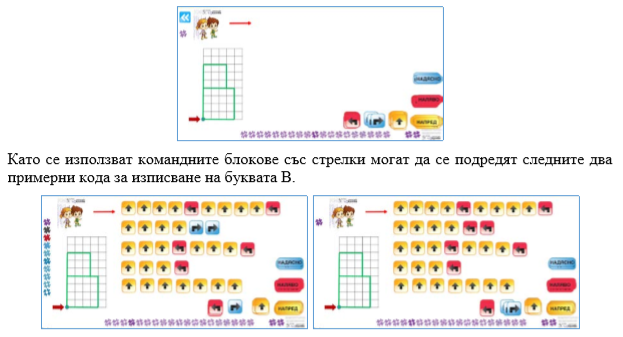 НАДЯСНО
НАЛЯВО
НАПРЕД
Като се използват командните блокове със стрелки могат да се подредят следните два
примерни кода за изписване на буквата В.
НАДЯСНО
НАЛЯВО
НАПРЕД
НАДЯСНО
НАЛЯВО
НАПРЕД